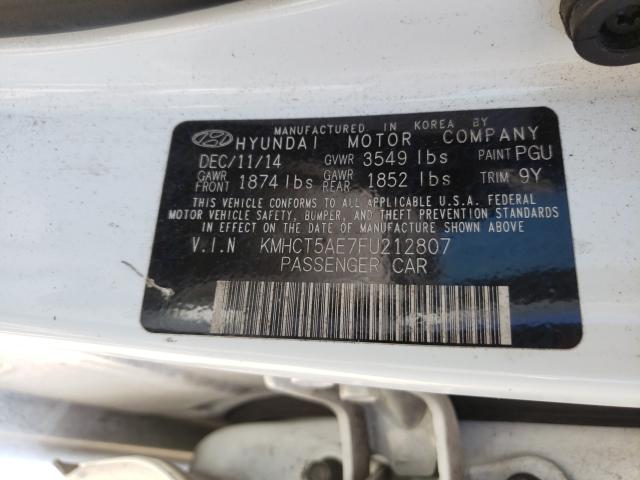 MANUFACTURED IN KOREA BY
HYUNDAI MOTOR COMPANY
DEC/11/14 GVWR 3549 lbs PAINT PGU
GAWR FRONT 1874 lbs GAWR REAR 1852 lbs TRIM 9Y
THIS VEHICLE CONFORMS TO ALL APPLICABLE U.S.A. FEDERAL
MOTOR VEHICLE SAFETY, BUMPER, AND THEFT PREVENTION
STANDARDS IN EFFECT ON THE DATE OF MANUFACTURE SHOWN ABOVE.
V.I.N KMHCT5AE7FU212807
PASSENGER CAR